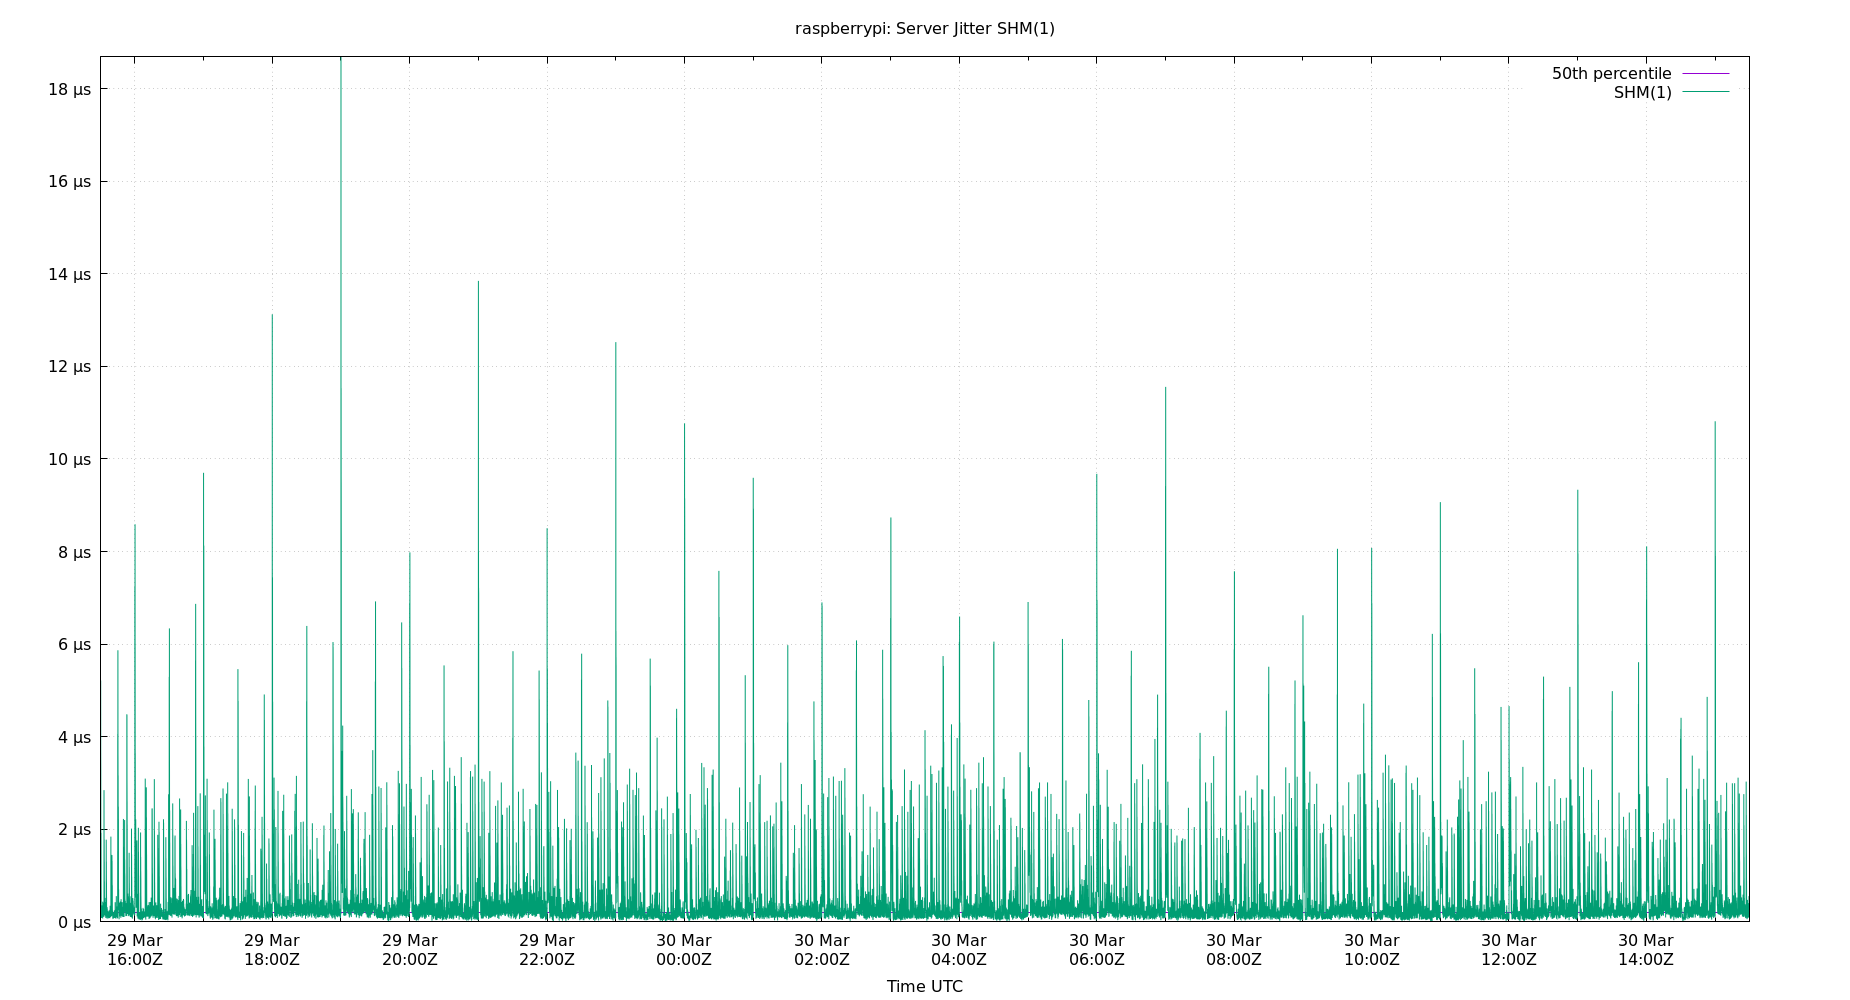 raspberrypi: Server Jitter SHM(1)
50th percentile
SHM(1)
18 µs
16 µs
14 µs
12 µs
10 µs
8 µs
6 µs
4 µs
2 µs
0 µs
29 Mar 29 Mar 29 Mar 29 Mar 30 Mar 30 Mar 30 Mar 30 Mar 30 Mar 30 Mar 30 Mar 30 Mar
16:00Z 18:00Z 20:00Z 22:00Z 00:00Z 02:00Z 04:00Z 06:00Z 08:00Z 10:00Z 12:00Z 14:00Z
Time UTC